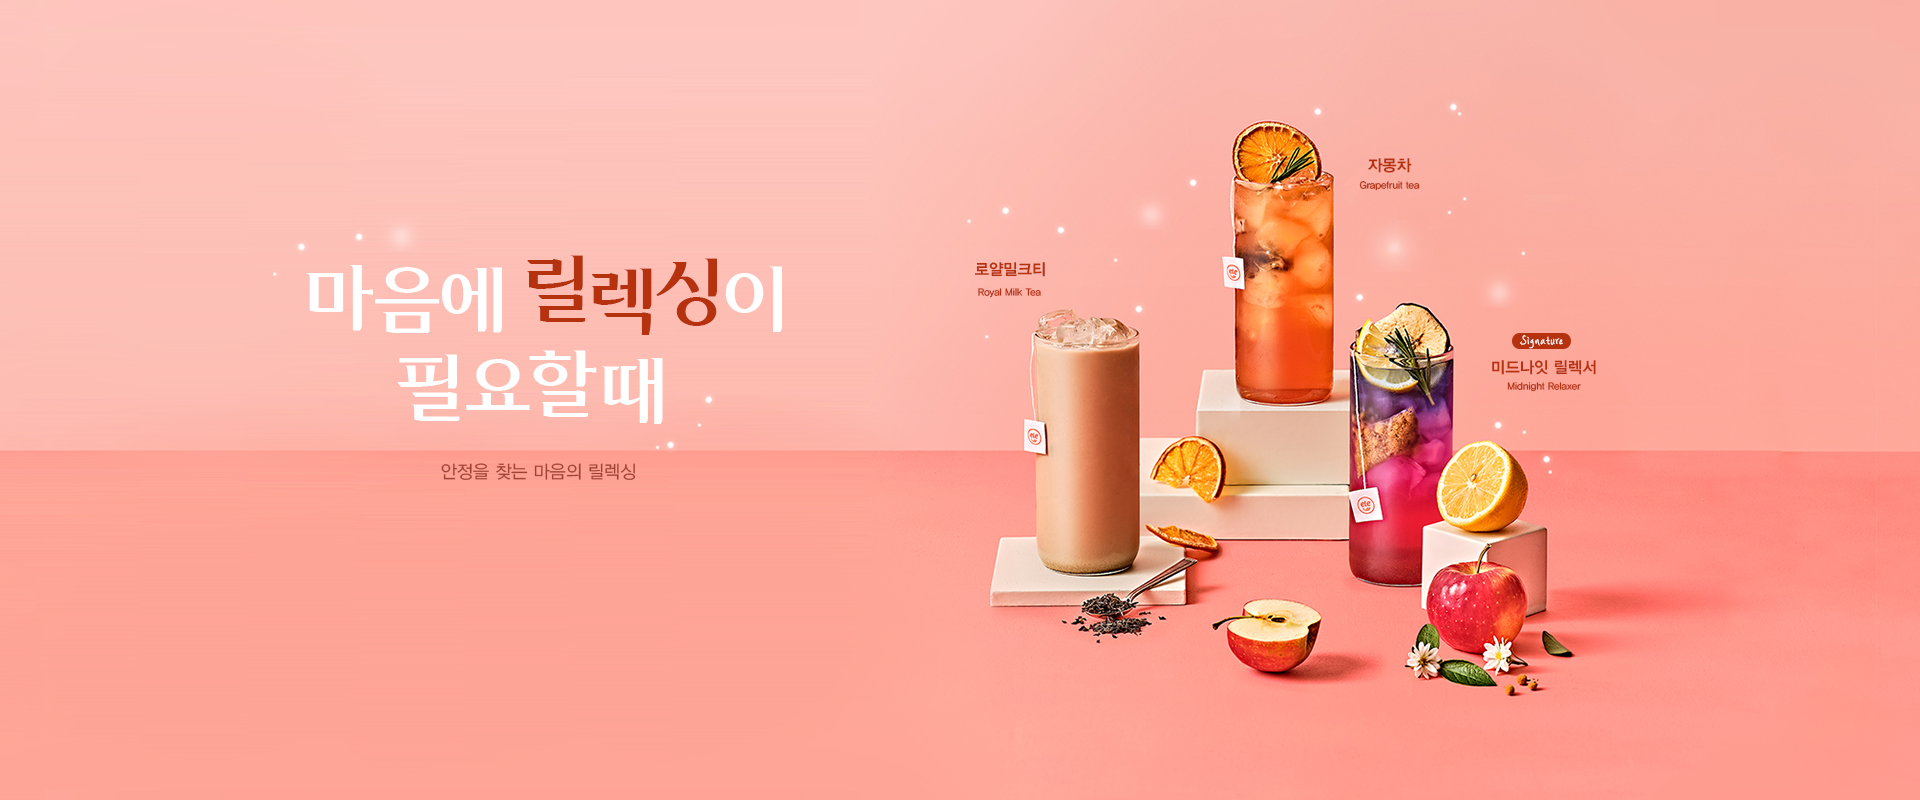 마음에 릴렉싱이
필요할때
안정을 찾는 마음의 릴렉싱
로얄밀크티
Royal Milk Tea
자몽차
Grapefruit tea
Signature
미드나잇 릴렉서
Midnight Relaxer